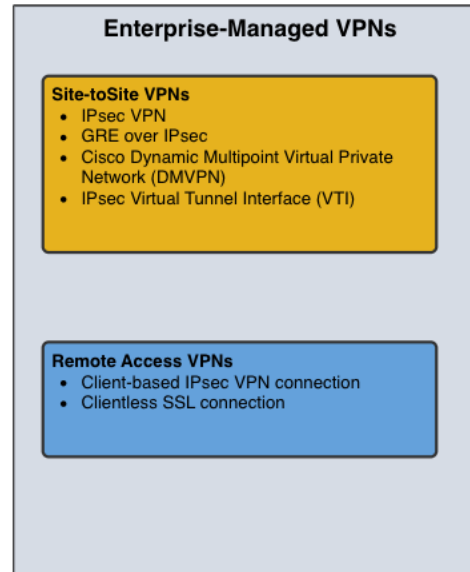 Enterprise-Managed VPNs
Site-toSite VPNs
• IPsec VPN
• GRE over IPsec
• Cisco Dynamic Multipoint Virtual Private
Network (DMVPN)
• IPsec Virtual Tunnel Interface (VTI)
Remote Access VPNs
• Client-based IPsec VPN connection
• Clientless SSL connection